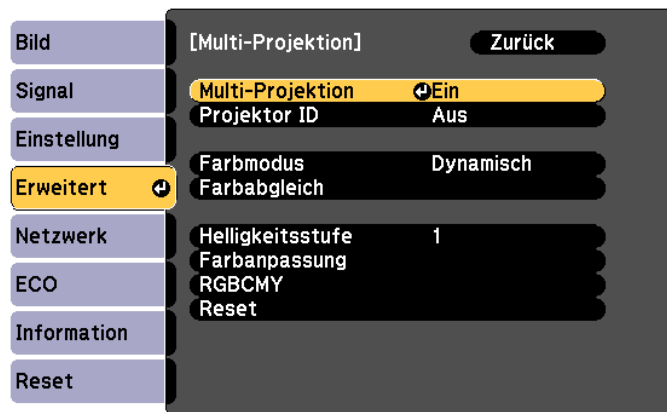 Bild
Signal
Einstellung
Erweitert
Netzwerk
ECO
Information
Reset
[Multi-Projektion] Zurück
Multi-Projektion Ein
Projektor ID Aus
Farbmodus Dynamisch
Farbabgleich
Helligkeitsstufe 1
Farbanpassung
RGBCMY
Reset